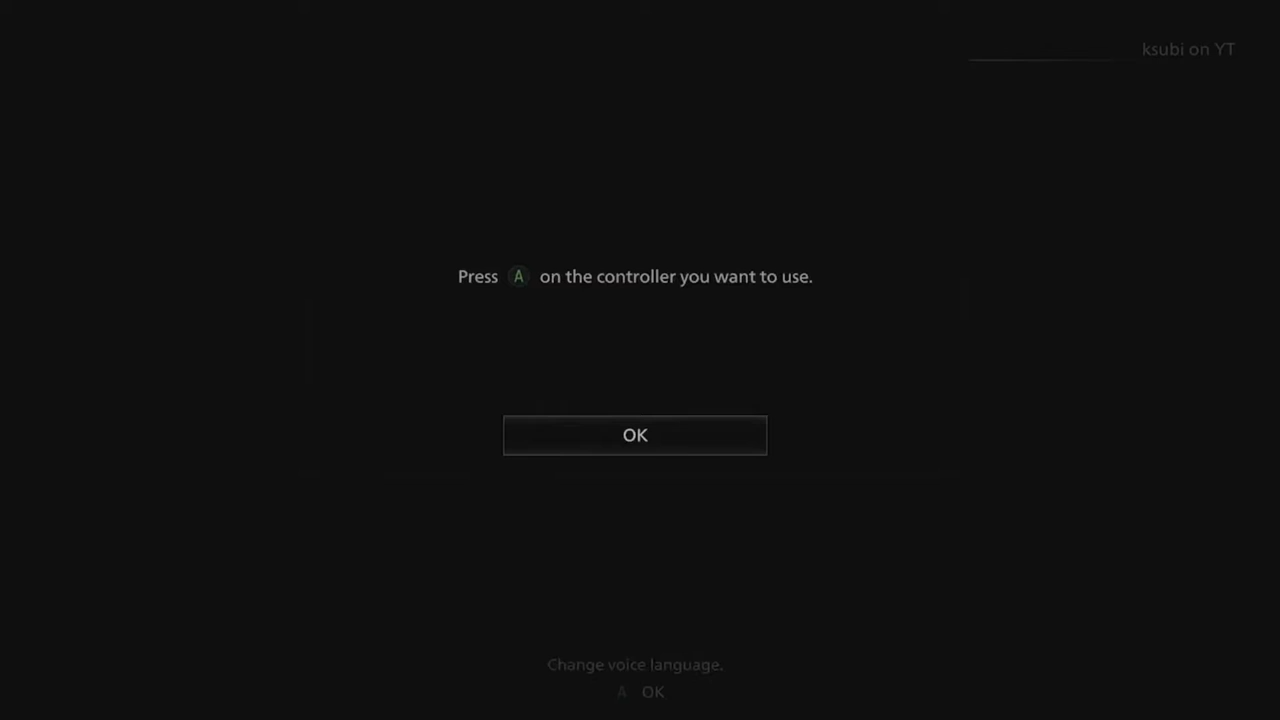 ksubi on YT
Press A on the controller you want to use.
OK
Change voice language.
A OK